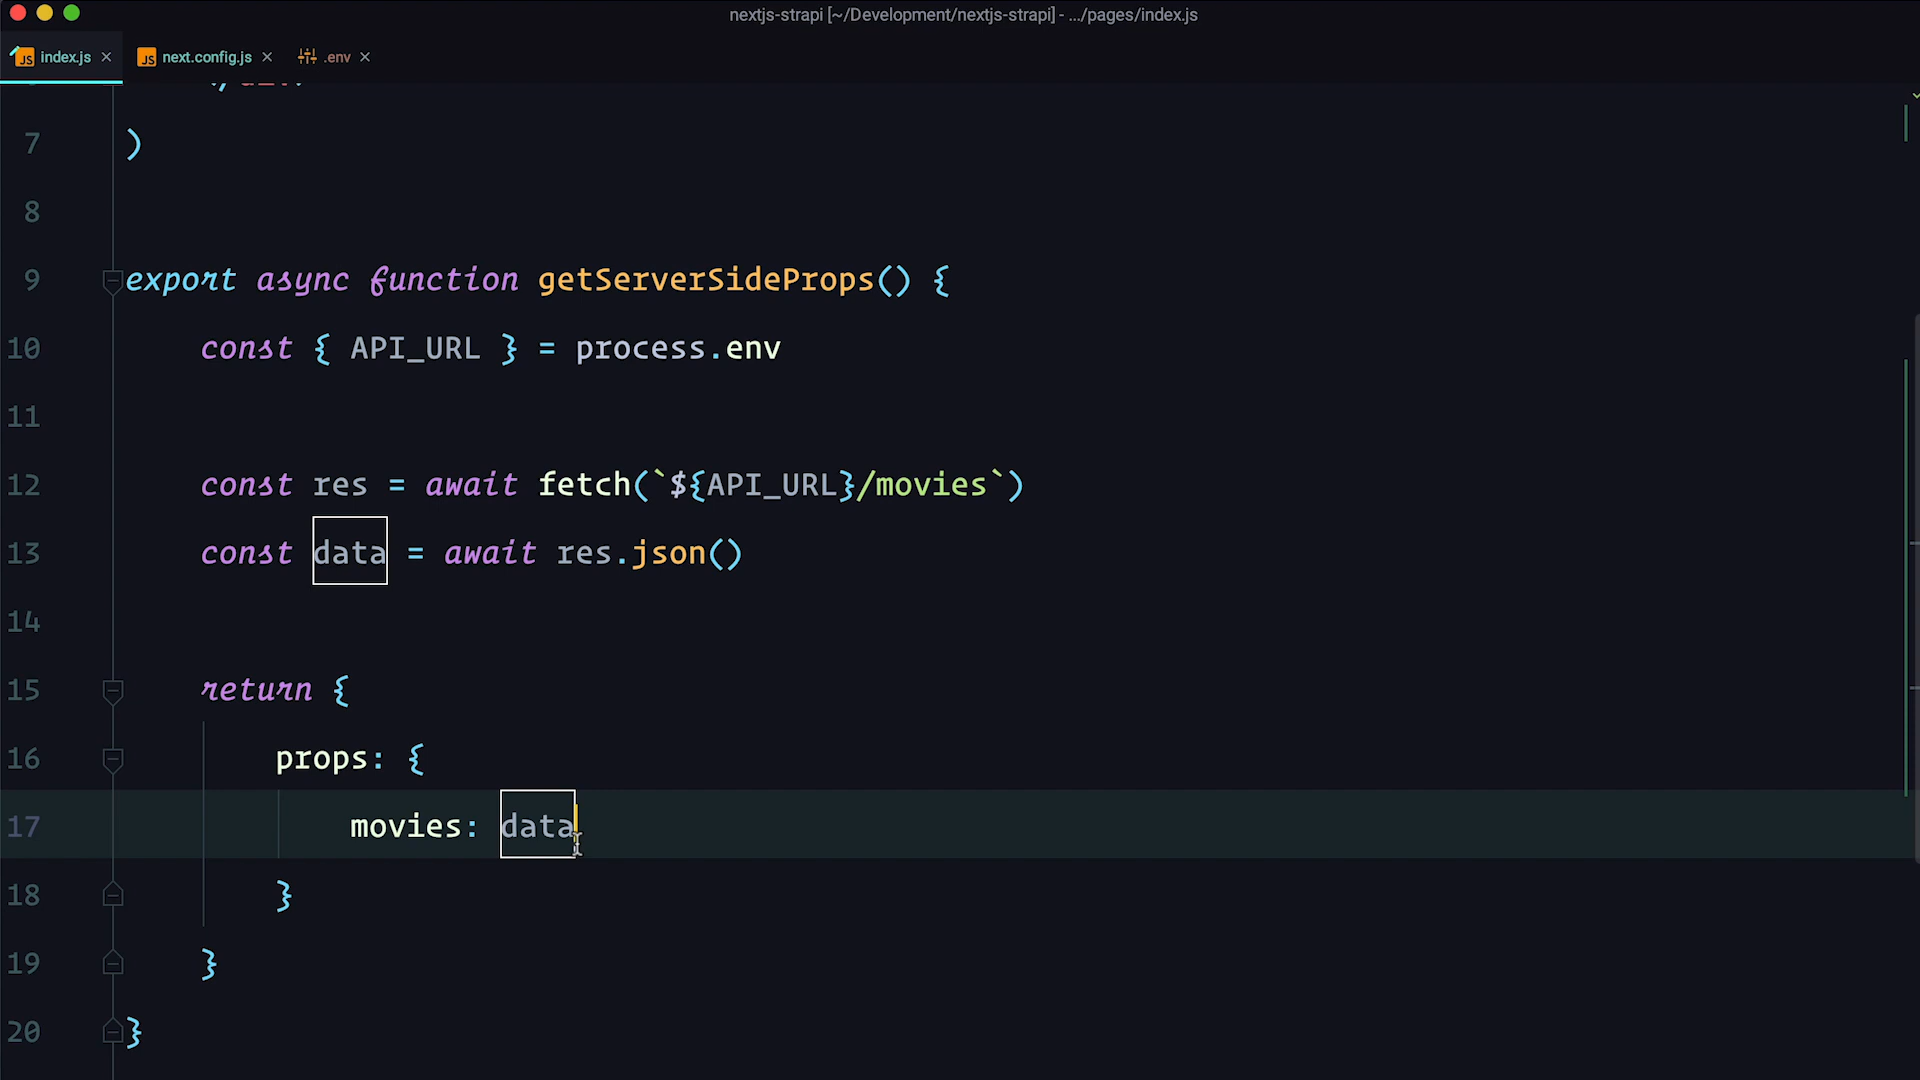 nextjs-strapi [~/Development/nextjs-strapi] - .../pages/index.js
index.js next.config.js .env
7 )
8
9 export async function getServerSideProps() {
10 const { API_URL } = process.env
11
12 const res = await fetch(`${API_URL}/movies`)
13 const data = await res.json()
14
15 return {
16 props: {
17 movies: data
18 }
19 }
20 }